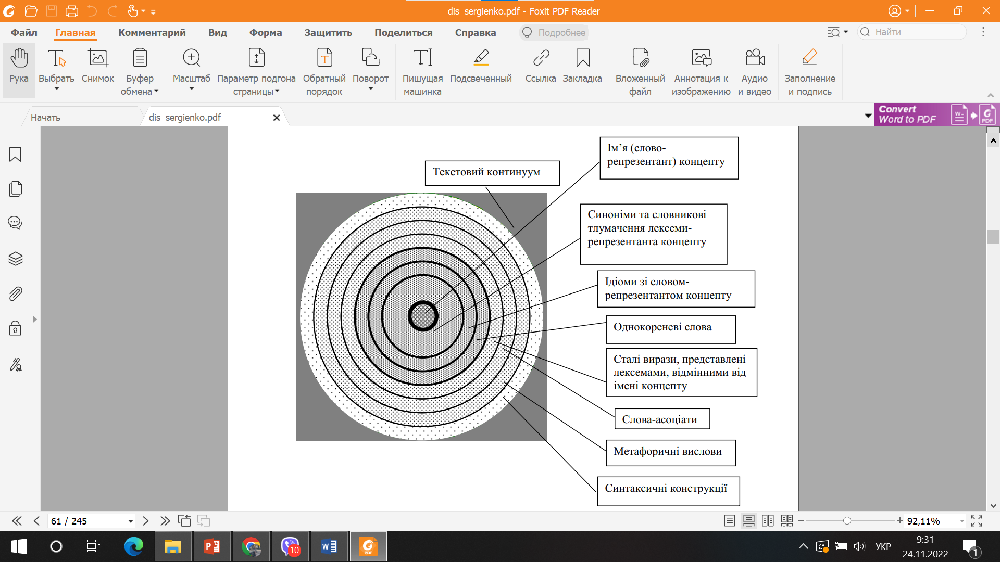 dis_sergienko.pdf - Foxit PDF Reader
Файл Главная Комментарий Вид Форма Защитить Поделиться Справка Подробнее Найти
Рука
Выбрать
Снимок
Буфер
обмена
Масштаб
Параметр подгона
страницы
Обратный
порядок
Поворот
Пишущая
машинка
Подсвеченный
Ссылка
Закладка
Вложенный
файл
Аннотация к
изображению
Аудио
и видео
Заполнение
и подпись
Начать
dis_sergienko.pdf
Convert
Word to PDF
W
PDF
Ім’я (слово-
репрезентант) концепту
Текстовий континуум
Синоніми та словникові
тлумачення лексеми-
репрезентанта концепту
Ідіоми зі словом-
репрезентантом концепту
Однокореневі слова
Сталі вирази, представлені
лексемами, відмінними від
імені концепту
Слова-асоціати
Метафоричні вислови
Синтаксичні конструкції
61 / 245
92,11%
10
PDF
УКР
9:31
24.11.2022
1